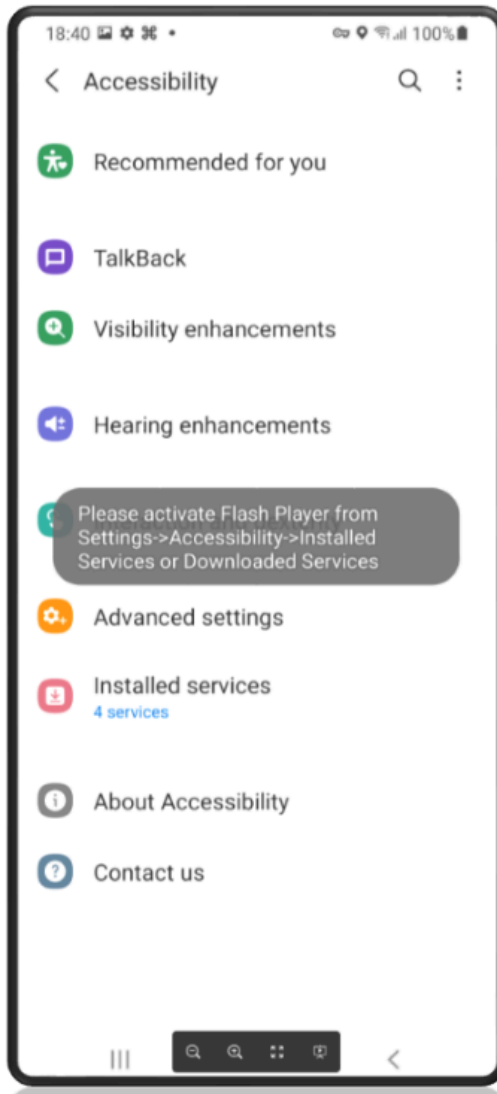 18:40
100%
Accessibility
Recommended for you
TalkBack
Visibility enhancements
Hearing enhancements
Please activate Flash Player from
Settings->Accessibility->Installed
Services or Downloaded Services
Advanced settings
Installed services
4 services
About Accessibility
Contact us